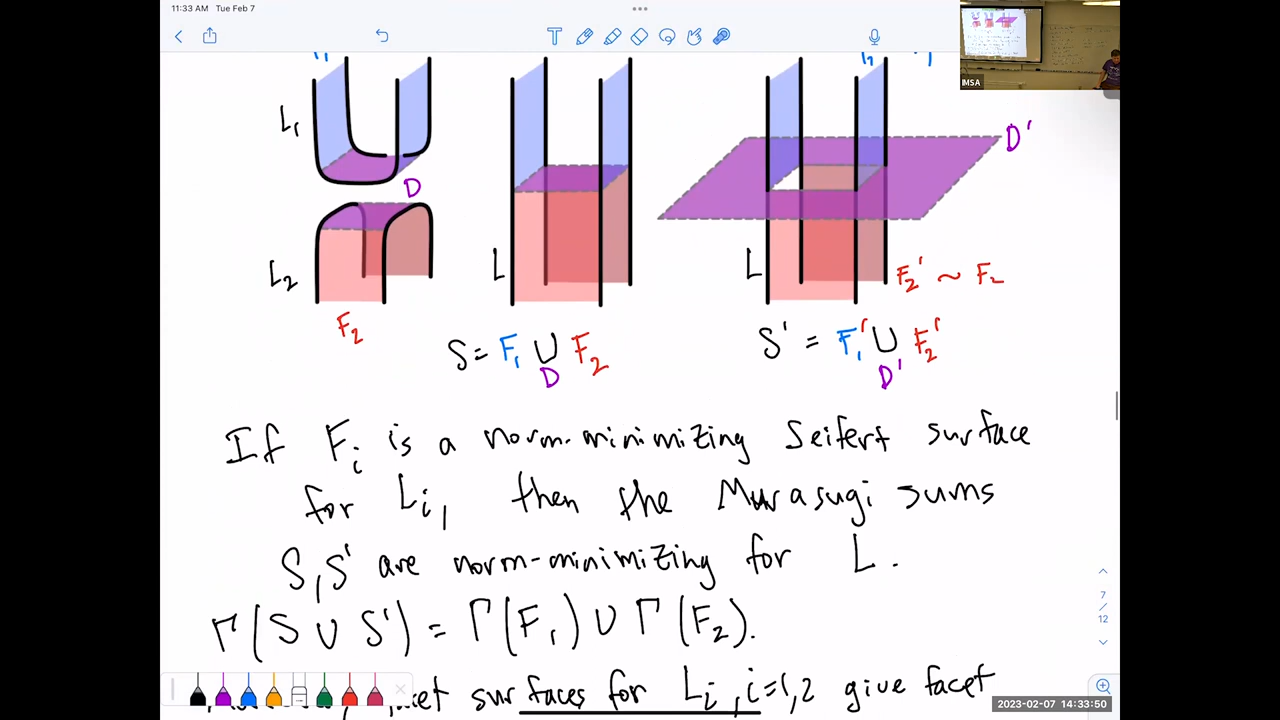 11:33 AM Tue Feb 7
IMSA
L₁
D
D'
L₂
L
L
F₂' ~ F₂
F₂
S = F₁ ∪ F₂
D
S' = F₁' ∪ F₂'
D'
If Fᵢ is a norm-minimizing Seifert surface
for Lᵢ, then the Murasugi sums
S, S' are norm-minimizing for L.
Γ(S ∪ S') = Γ(F₁) ∪ Γ(F₂).
surfaces for Lᵢ, i=1,2 give facet
7
/
12
2023-02-07 14:33:50